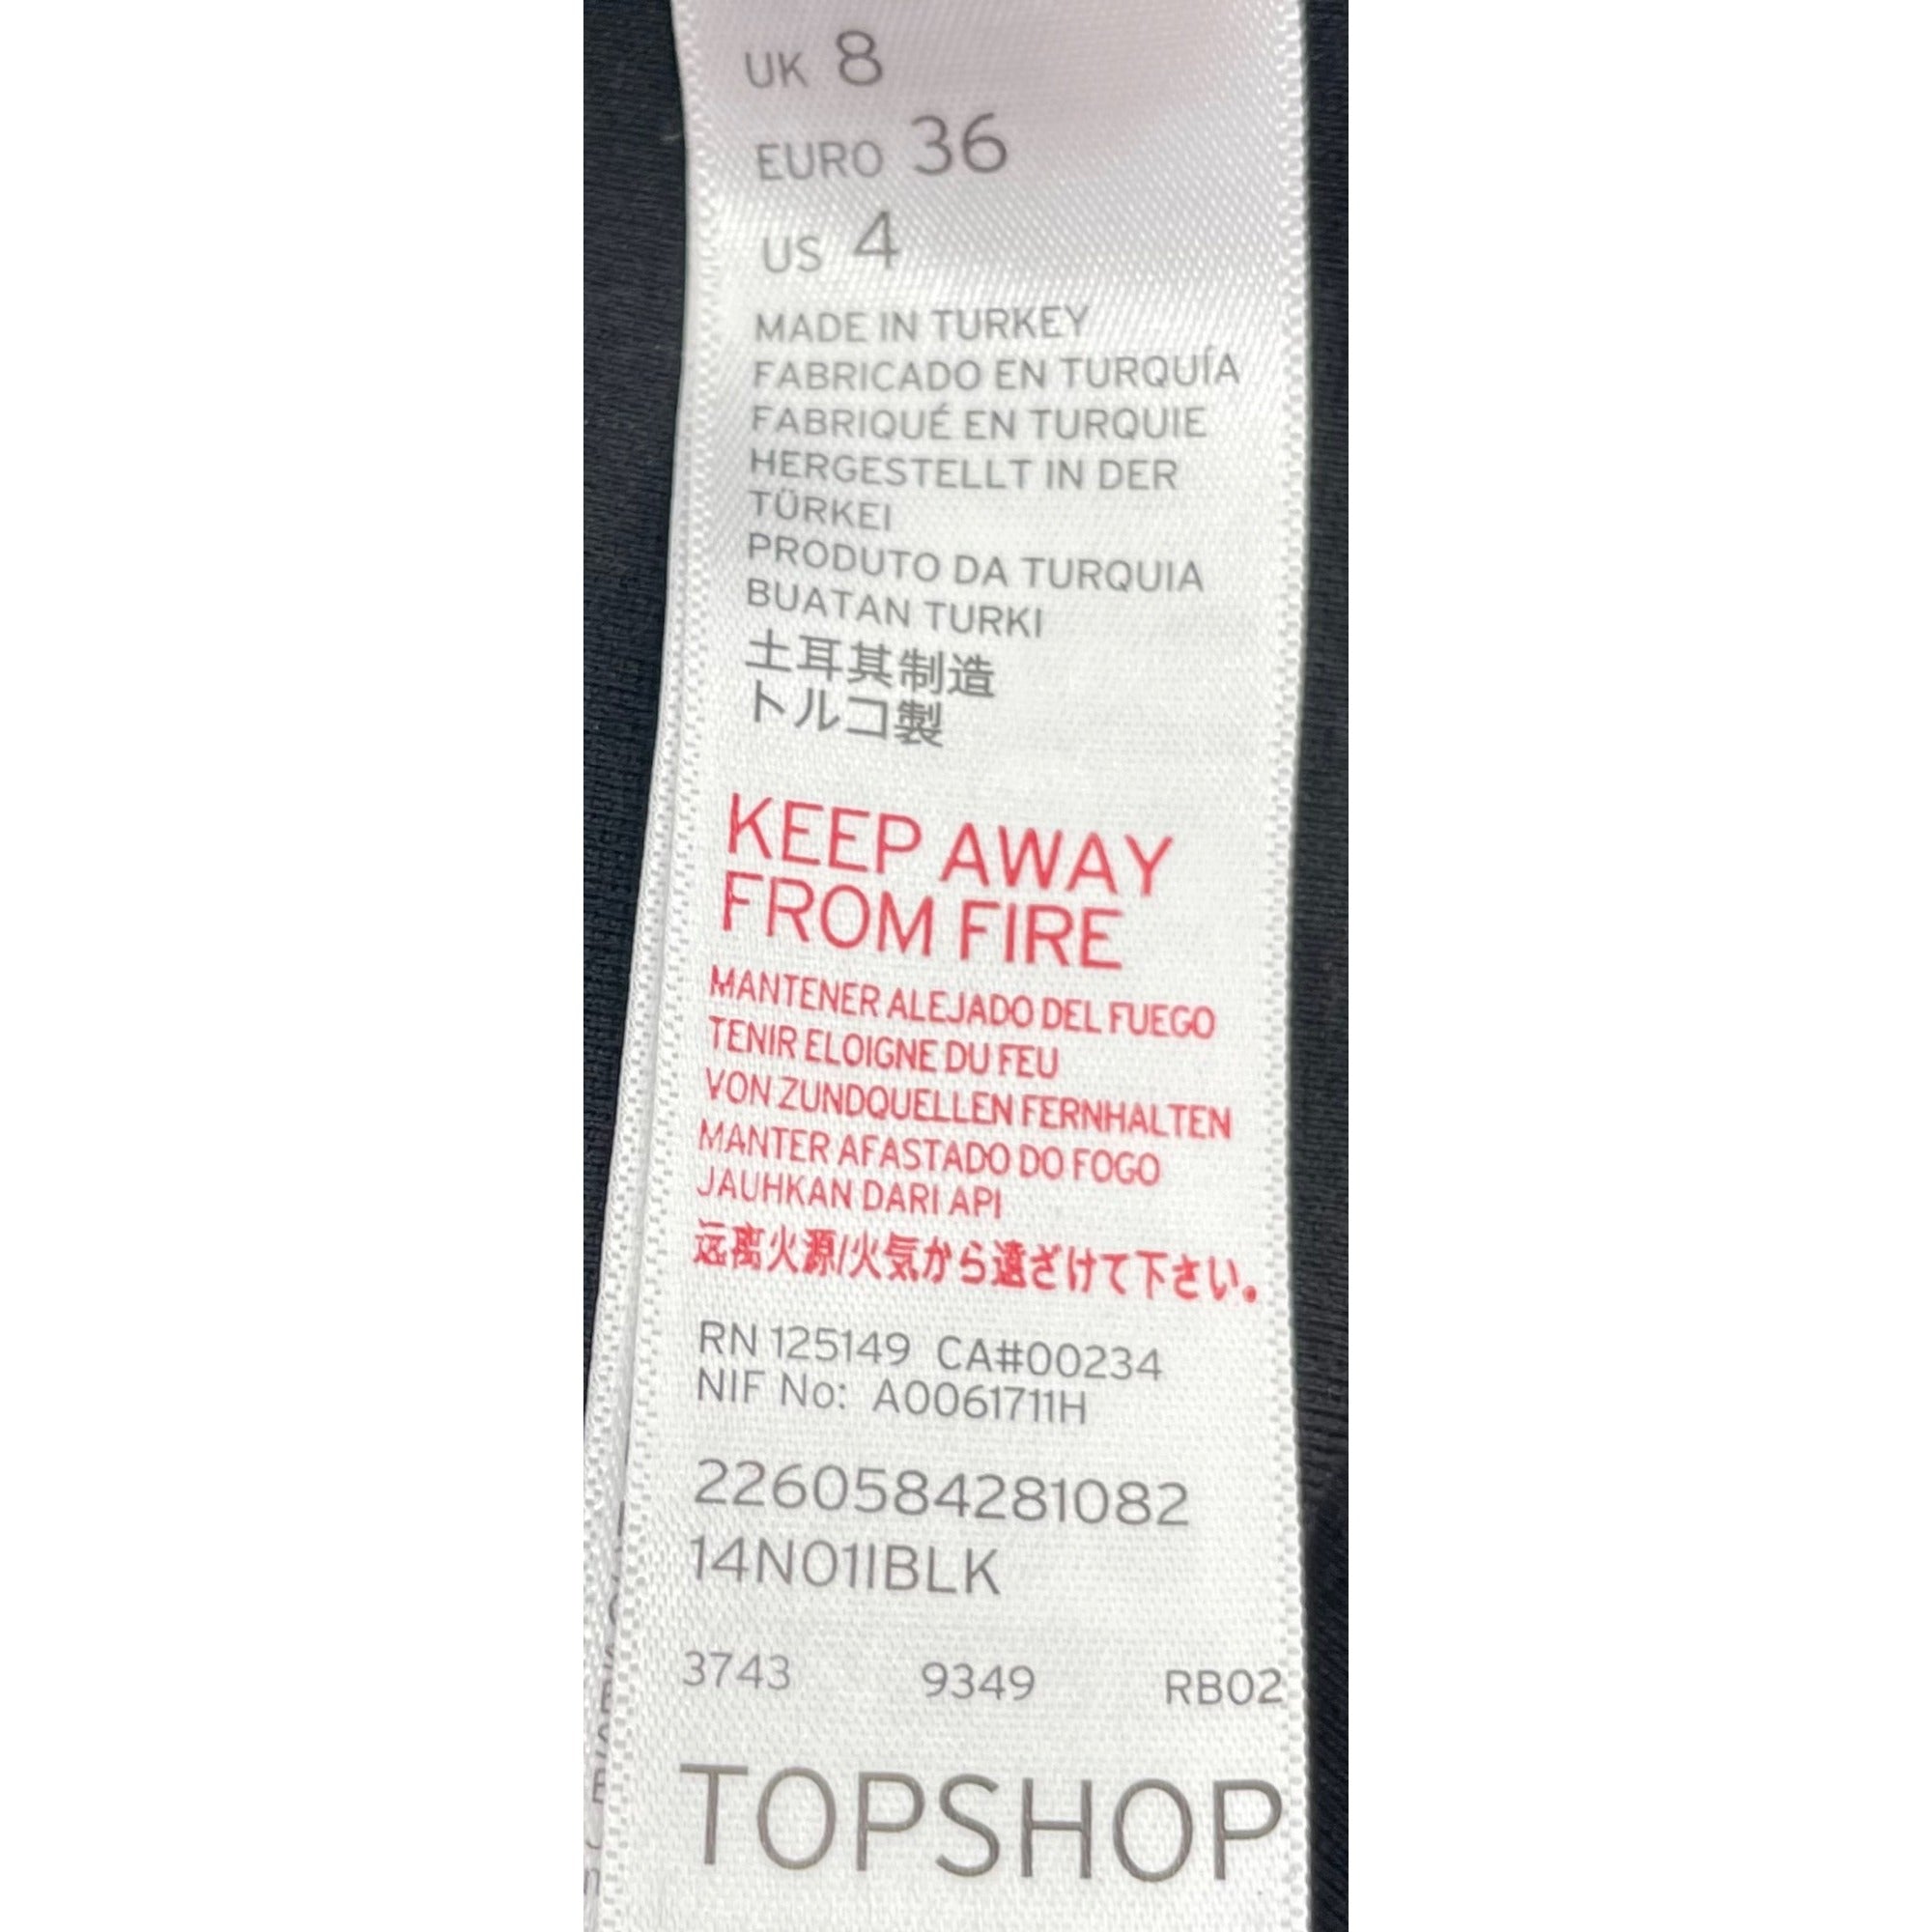 UK 8
EURO 36
US 4
MADE IN TURKEY
FABRICADO EN TURQUÍA
FABRIQUÉ EN TURQUIE
HERGESTELLT IN DER
TÜRKEI
PRODUTO DA TURQUIA
BUATAN TURKI
土耳其制造
トルコ製
KEEP AWAY
FROM FIRE
MANTENER ALEJADO DEL FUEGO
TENIR ELOIGNE DU FEU
VON ZUNDQUELLEN FERNHALTEN
MANTER AFASTADO DO FOGO
JAUHKAN DARI API
远离火源/火気から遠ざけて下さい。
RN 125149 CA#00234
NIF No: A0061711H
2260584281082
14N01IBLK
3743 9349 RB02
TOPSHOP